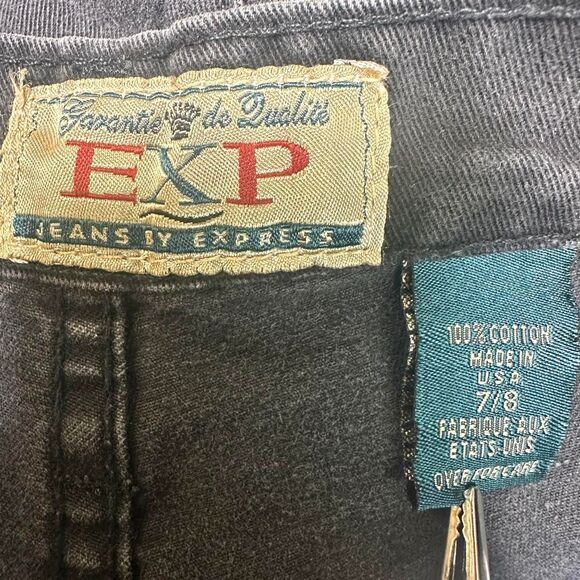 Garantie de Qualité
EXP
JEANS BY EXPRESS
100% COTTON
MADE IN
U.S.A
7/8
FABRIQUE AUX
ETATS UNIS
OVER FOR CARE